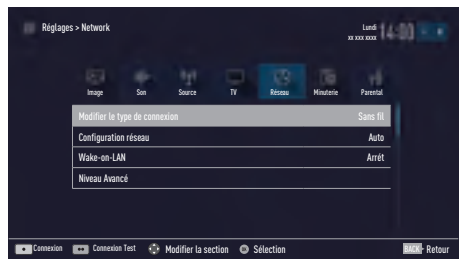 Réglages > Network
Lundi
xx xxx xxxx
14:00
Image Son Source TV Réseau Minuterie Parental
Modifier le type de connexion Sans fil
Configuration réseau Auto
Wake-on-LAN Arrêt
Niveau Avancé
Connexion Connexion Test Modifier la section Sélection BACK - Retour